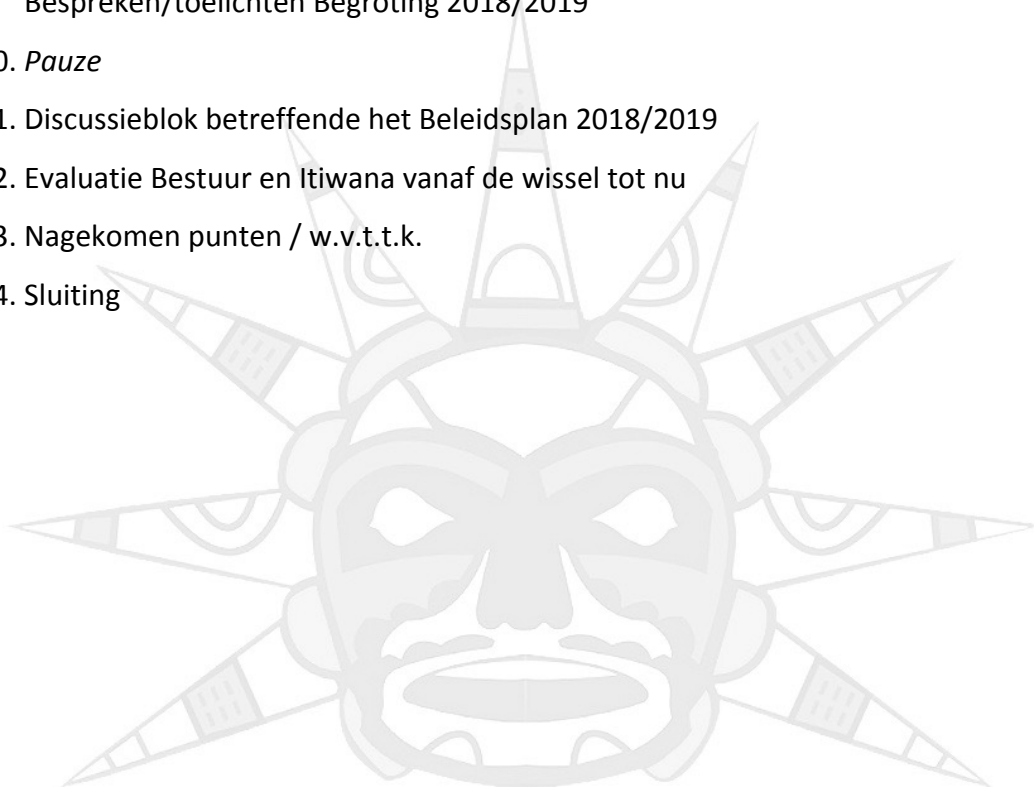 Bespreken/toelichten Begroting 2018/2019
0. Pauze
1. Discussieblok betreffende het Beleidsplan 2018/2019
2. Evaluatie Bestuur en Itiwana vanaf de wissel tot nu
3. Nagekomen punten / w.v.t.t.k.
4. Sluiting